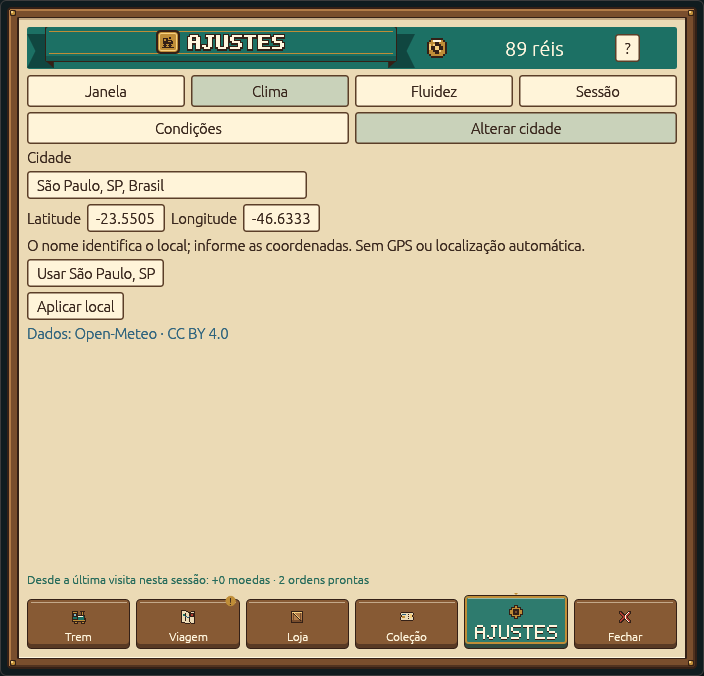 AJUSTES
89 réis
?
Janela
Clima
Fluidez
Sessão
Condições
Alterar cidade
Cidade
São Paulo, SP, Brasil
Latitude -23.5505 Longitude -46.6333
O nome identifica o local; informe as coordenadas. Sem GPS ou localização automática.
Usar São Paulo, SP
Aplicar local
Dados: Open-Meteo · CC BY 4.0
Desde a última visita nesta sessão: +0 moedas · 2 ordens prontas
!
Trem
Viagem
Loja
Coleção
AJUSTES
Fechar